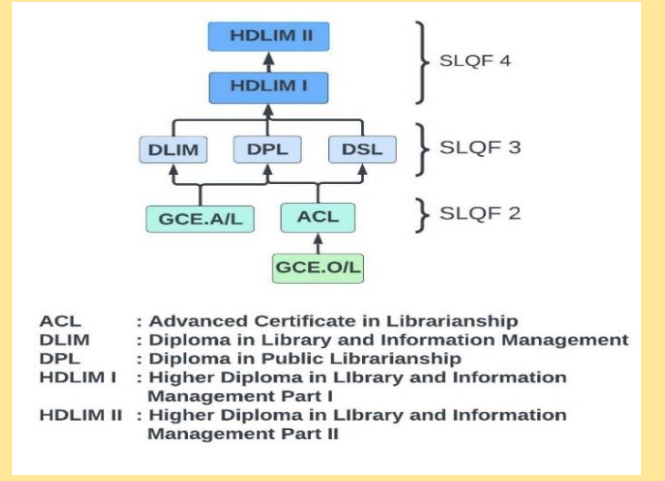 HDLIM II
SLQF 4
HDLIM I
DLIM DPL DSL SLQF 3
GCE.A/L ACL SLQF 2
GCE.O/L
ACL : Advanced Certificate in Librarianship
DLIM : Diploma in Library and Information Management
DPL : Diploma in Public Librarianship
HDLIM I : Higher Diploma in LIbrary and Information
Management Part I
HDLIM II : Higher Diploma in LIbrary and Information
Management Part II